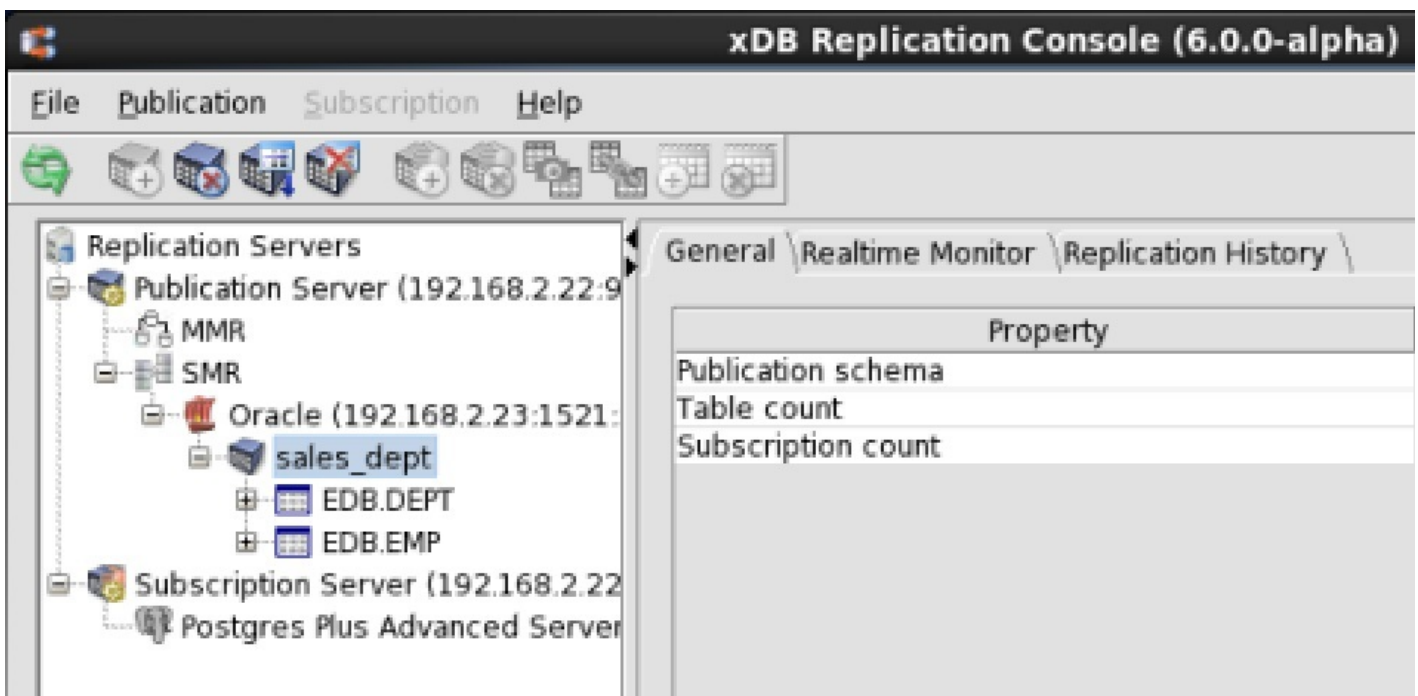 xDB Replication Console (6.0.0-alpha)
File Publication Subscription Help
Replication Servers
Publication Server (192.168.2.22:9
MMR
SMR
Oracle (192.168.2.23:1521:
sales_dept
EDB.DEPT
EDB.EMP
Subscription Server (192.168.2.22
Postgres Plus Advanced Server
General Realtime Monitor Replication History
Property
Publication schema
Table count
Subscription count